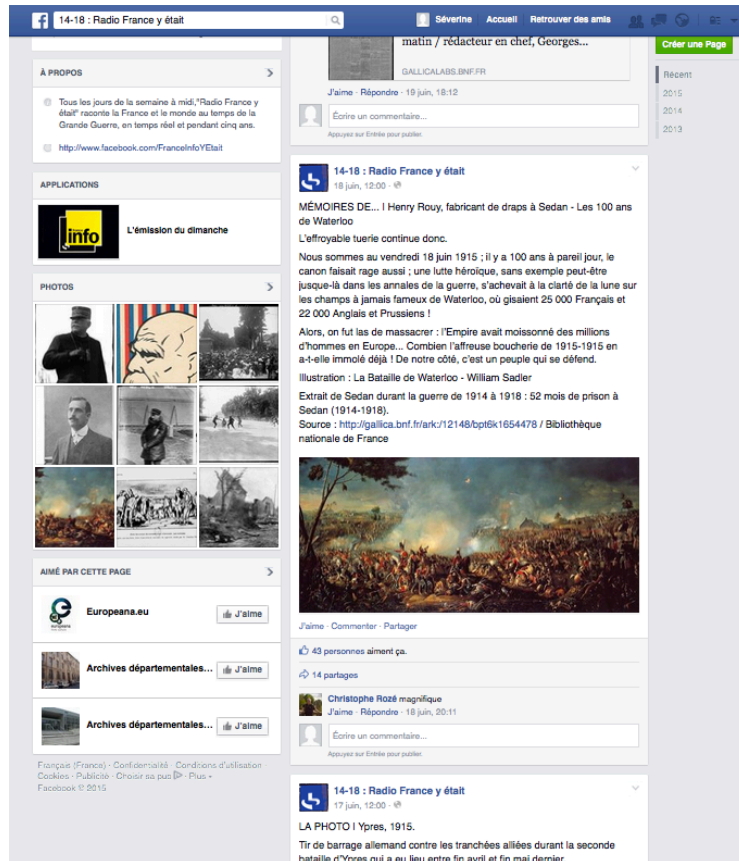 14-18 : Radio France y était
Séverine Accueil Retrouver des amis
À PROPOS
Tous les jours de la semaine à midi,"Radio France y
était" raconte la France et le monde au temps de la
Grande Guerre, en temps réel et pendant cinq ans.
http://www.facebook.com/FranceInfoYEtait
APPLICATIONS
info
L'émission du dimanche
PHOTOS
AIMÉ PAR CETTE PAGE
Europeana.eu
J'aime
Archives départementales...
J'aime
Archives départementales...
J'aime
Français (France) · Confidentialité · Conditions d'utilisation ·
Cookies · Publicité · Choisir sa pub · Plus
Facebook © 2015
matin / rédacteur en chef, Georges...
GALLICALABS.BNF.FR
J'aime · Répondre · 19 juin, 18:12
Écrire un commentaire...
Appuyez sur Entrée pour publier.
14-18 : Radio France y était
18 juin, 12:00 ·
MÉMOIRES DE... I Henry Rouy, fabricant de draps à Sedan - Les 100 ans
de Waterloo
L'effroyable tuerie continue donc.
Nous sommes au vendredi 18 juin 1915 ; il y a 100 ans à pareil jour, le
canon faisait rage aussi ; une lutte héroïque, sans exemple peut-être
jusque-là dans les annales de la guerre, s'achevait à la clarté de la lune sur
les champs à jamais fameux de Waterloo, où gisaient 25 000 Français et
22 000 Anglais et Prussiens !
Alors, on fut las de massacrer : l'Empire avait moissonné des millions
d'hommes en Europe... Combien l'affreuse boucherie de 1915-1915 en
a-t-elle immolé déjà ! De notre côté, c'est un peuple qui se défend.
Illustration : La Bataille de Waterloo - William Sadler
Extrait de Sedan durant la guerre de 1914 à 1918 : 52 mois de prison à
Sedan (1914-1918).
Source : http://gallica.bnf.fr/ark:/12148/bpt6k1654478 / Bibliothèque
nationale de France
J'aime · Commenter · Partager
43 personnes aiment ça.
14 partages
Christophe Rozé magnifique
J'aime · Répondre · 18 juin, 20:11
Écrire un commentaire...
Appuyez sur Entrée pour publier.
14-18 : Radio France y était
17 juin, 12:00 ·
LA PHOTO I Ypres, 1915.
Tir de barrage allemand contre les tranchées alliées durant la seconde
bataille d'Ypres qui a eu lieu entre fin avril et fin mai dernier.
Créer une Page
Récent
2015
2014
2013